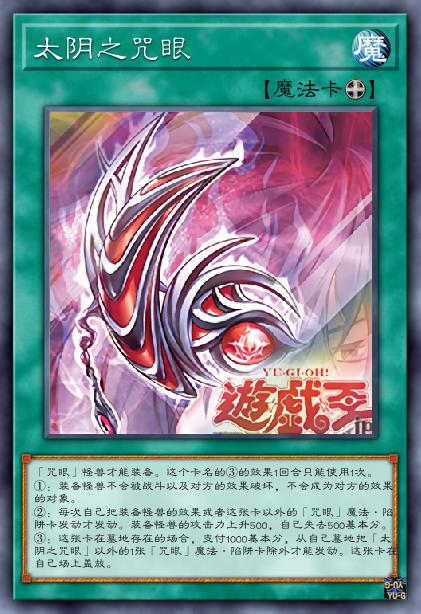 太阴之咒眼
魔
【魔法卡】
YU-GI-OH!
遊戯王
「咒眼」怪兽才能装备。这个卡名的③的效果1回合只能使用1次。
①：装备怪兽不会被战斗以及对方的效果破坏，不会成为对方的效果
的对象。
②：每次自己把装备怪兽的效果或者这张卡以外的「咒眼」魔法·陷
阱卡发动才发动。装备怪兽的攻击力上升500，自己失去500基本分。
③：这张卡在墓地存在的场合，支付1000基本分，从自己墓地把「太
阴之咒眼」以外的1张「咒眼」魔法·陷阱卡除外才能发动。这张卡在
自己场上盖放。